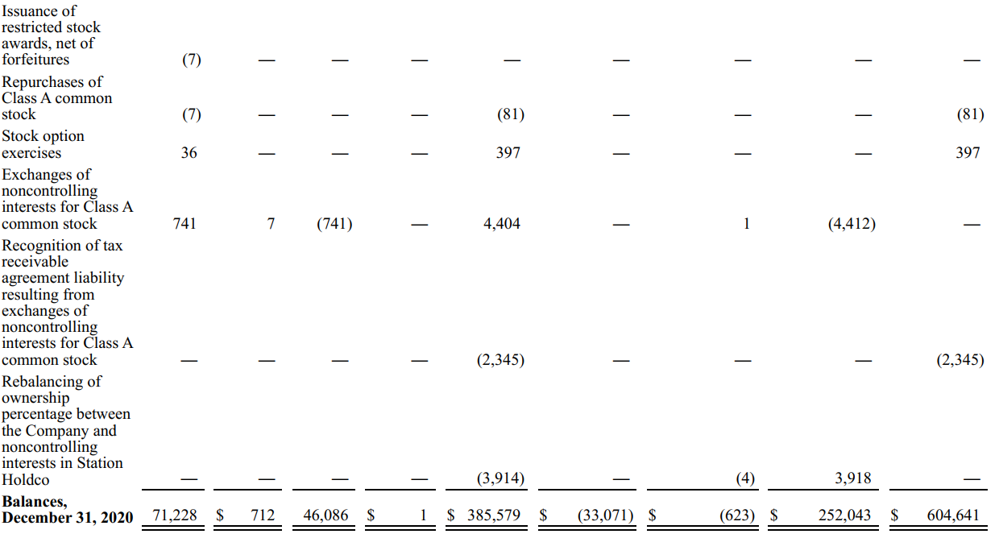 Issuance of
restricted stock
awards, net of
forfeitures (7) — — — — — — — —
Repurchases of
Class A common
stock (7) — — — (81) — — — (81)
Stock option
exercises 36 — — — 397 — — — 397
Exchanges of
noncontrolling
interests for Class A
common stock 741 7 (741) — 4,404 — 1 (4,412) —
Recognition of tax
receivable
agreement liability
resulting from
exchanges of
noncontrolling
interests for Class A
common stock — — — — (2,345) — — — (2,345)
Rebalancing of
ownership
percentage between
the Company and
noncontrolling
interests in Station
Holdco — — — — (3,914) — (4) 3,918 —
Balances,
December 31, 2020 71,228 $ 712 46,086 $ 1 $ 385,579 $ (33,071) $ (623) $ 252,043 $ 604,641